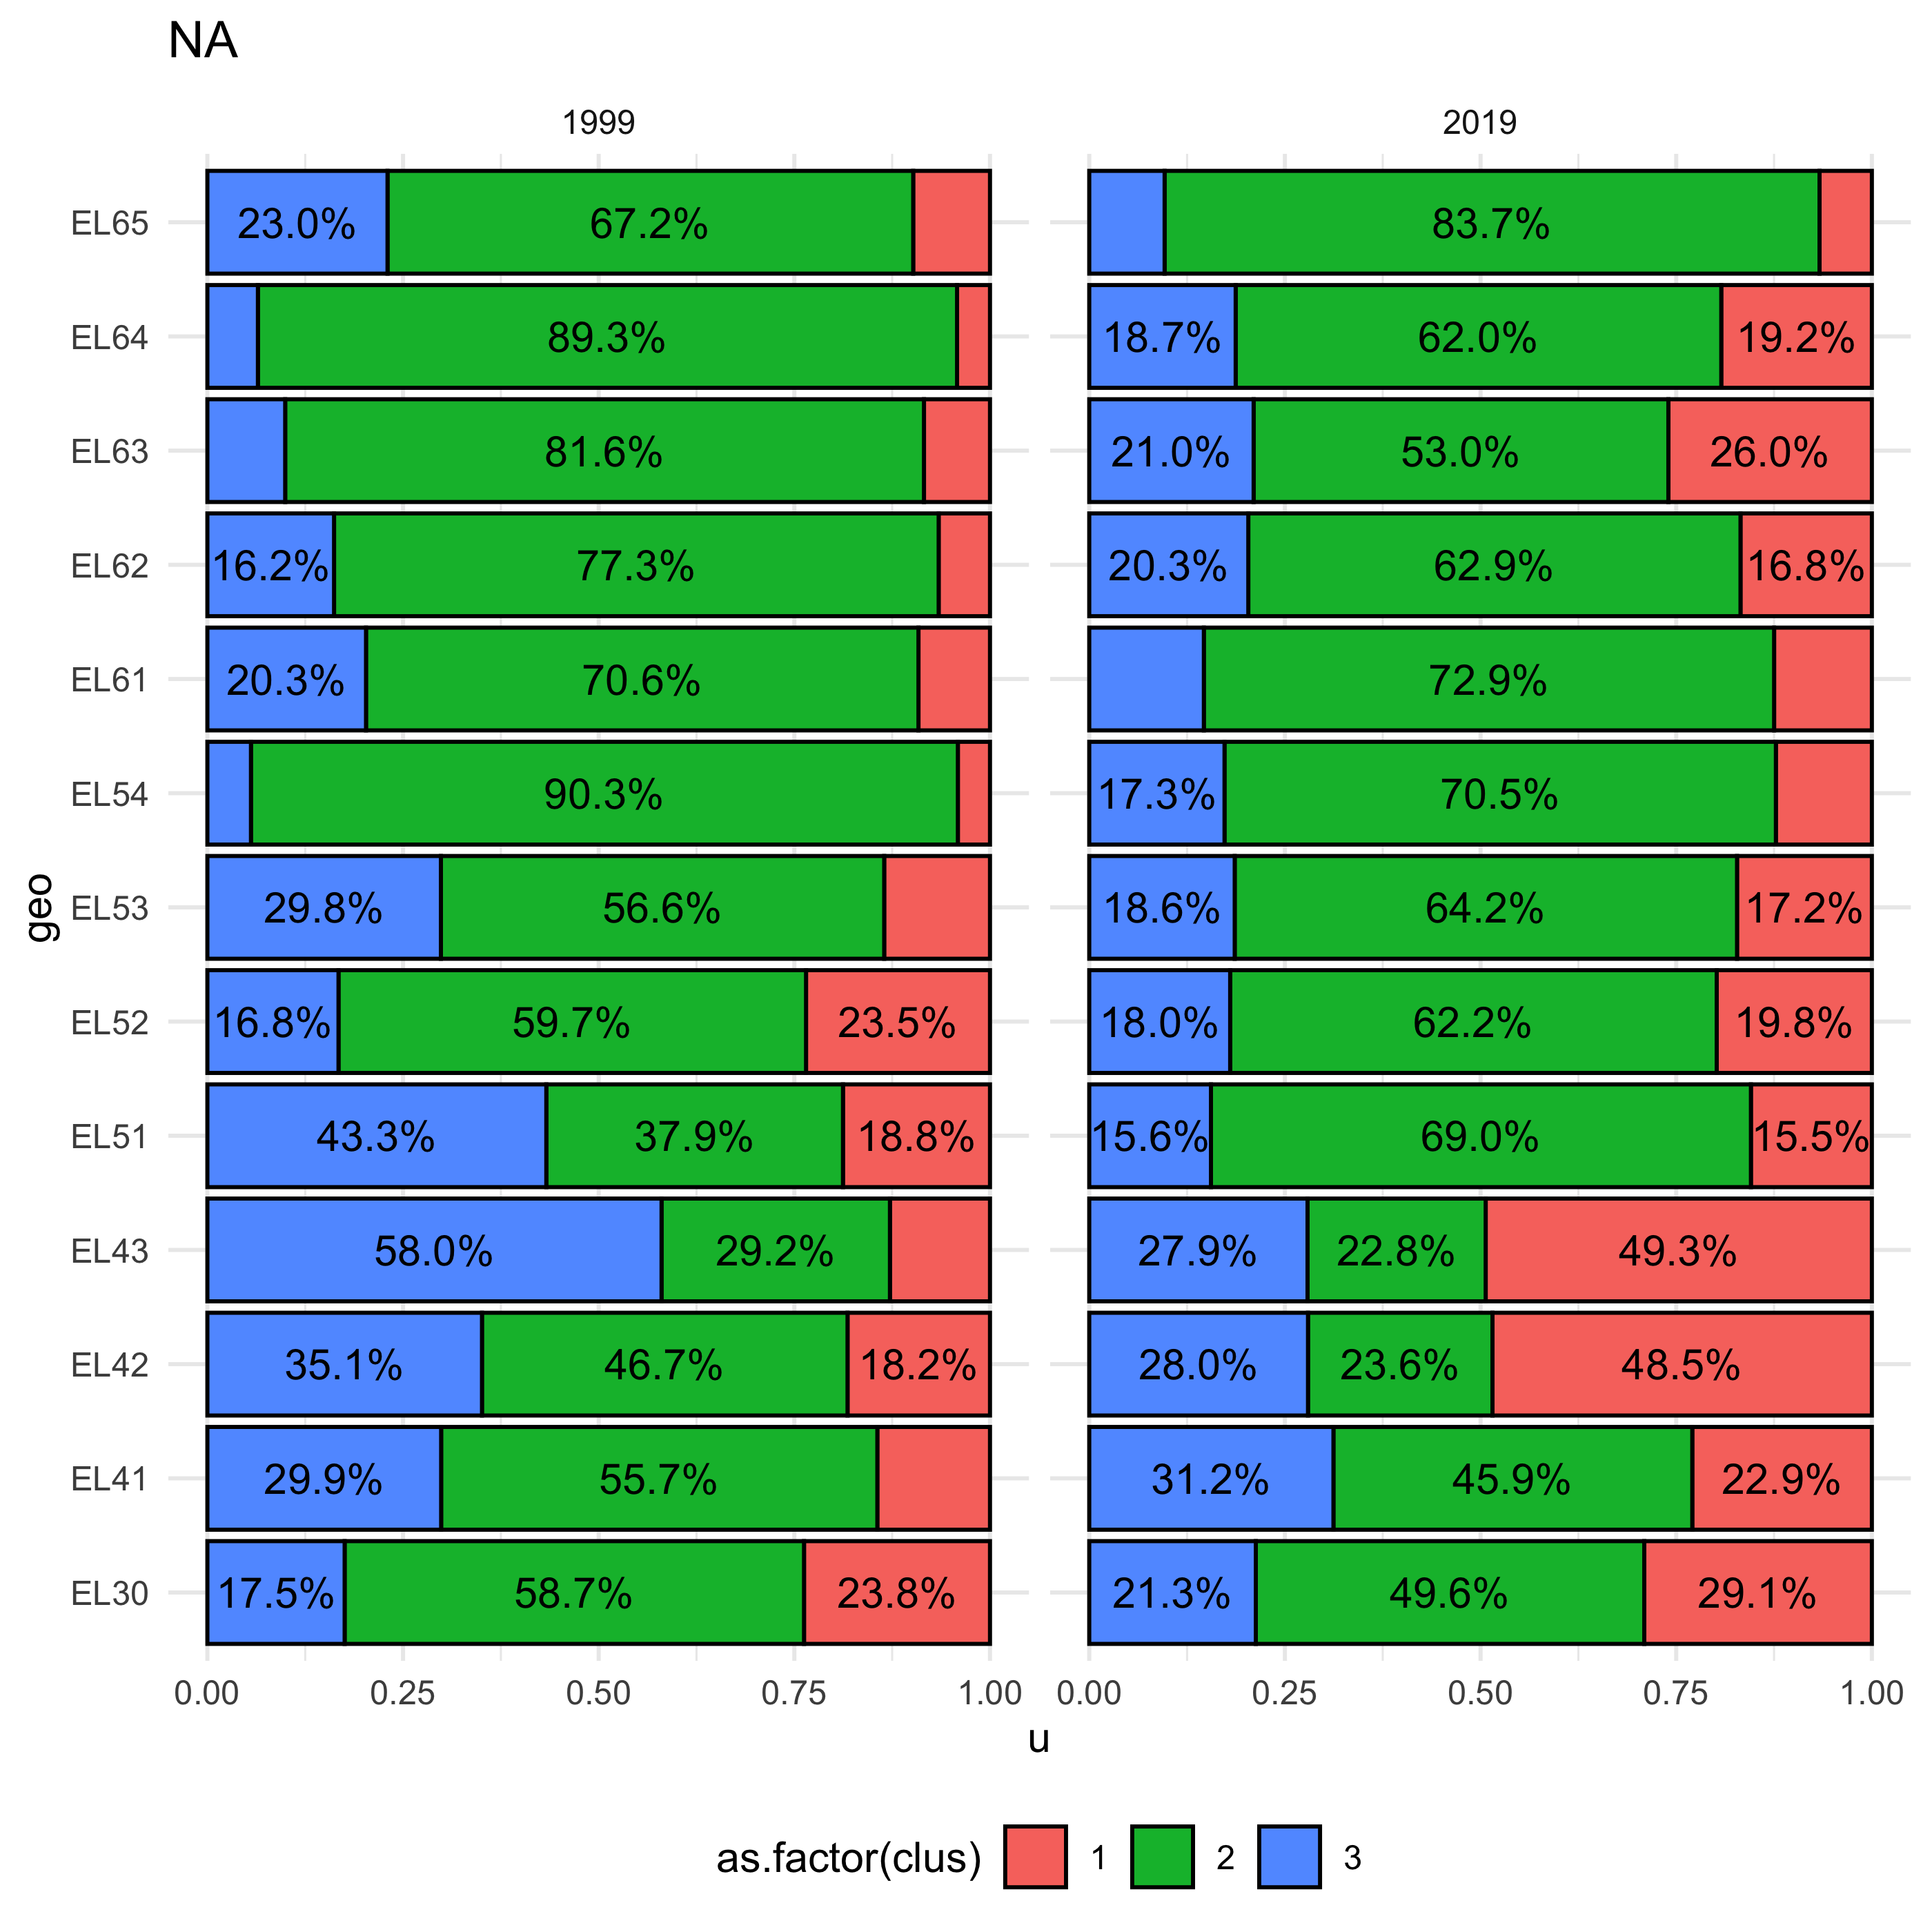 NA
1999 2019
EL65 23.0% 67.2% 83.7%
EL64 89.3% 18.7% 62.0% 19.2%
EL63 81.6% 21.0% 53.0% 26.0%
EL62 16.2% 77.3% 20.3% 62.9% 16.8%
EL61 20.3% 70.6% 72.9%
EL54 90.3% 17.3% 70.5%
EL53 29.8% 56.6% 18.6% 64.2% 17.2%
EL52 16.8% 59.7% 23.5% 18.0% 62.2% 19.8%
EL51 43.3% 37.9% 18.8% 15.6% 69.0% 15.5%
EL43 58.0% 29.2% 27.9% 22.8% 49.3%
EL42 35.1% 46.7% 18.2% 28.0% 23.6% 48.5%
EL41 29.9% 55.7% 31.2% 45.9% 22.9%
EL30 17.5% 58.7% 23.8% 21.3% 49.6% 29.1%
geo
0.00 0.25 0.50 0.75 1.00 0.00 0.25 0.50 0.75 1.00
u
as.factor(clus) 1 2 3